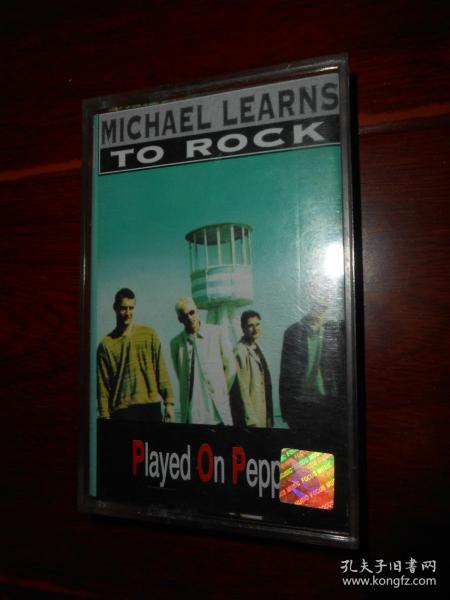 MICHAEL LEARNS
TO ROCK
Played On Pepp
孔夫子旧书网
www.kongfz.com